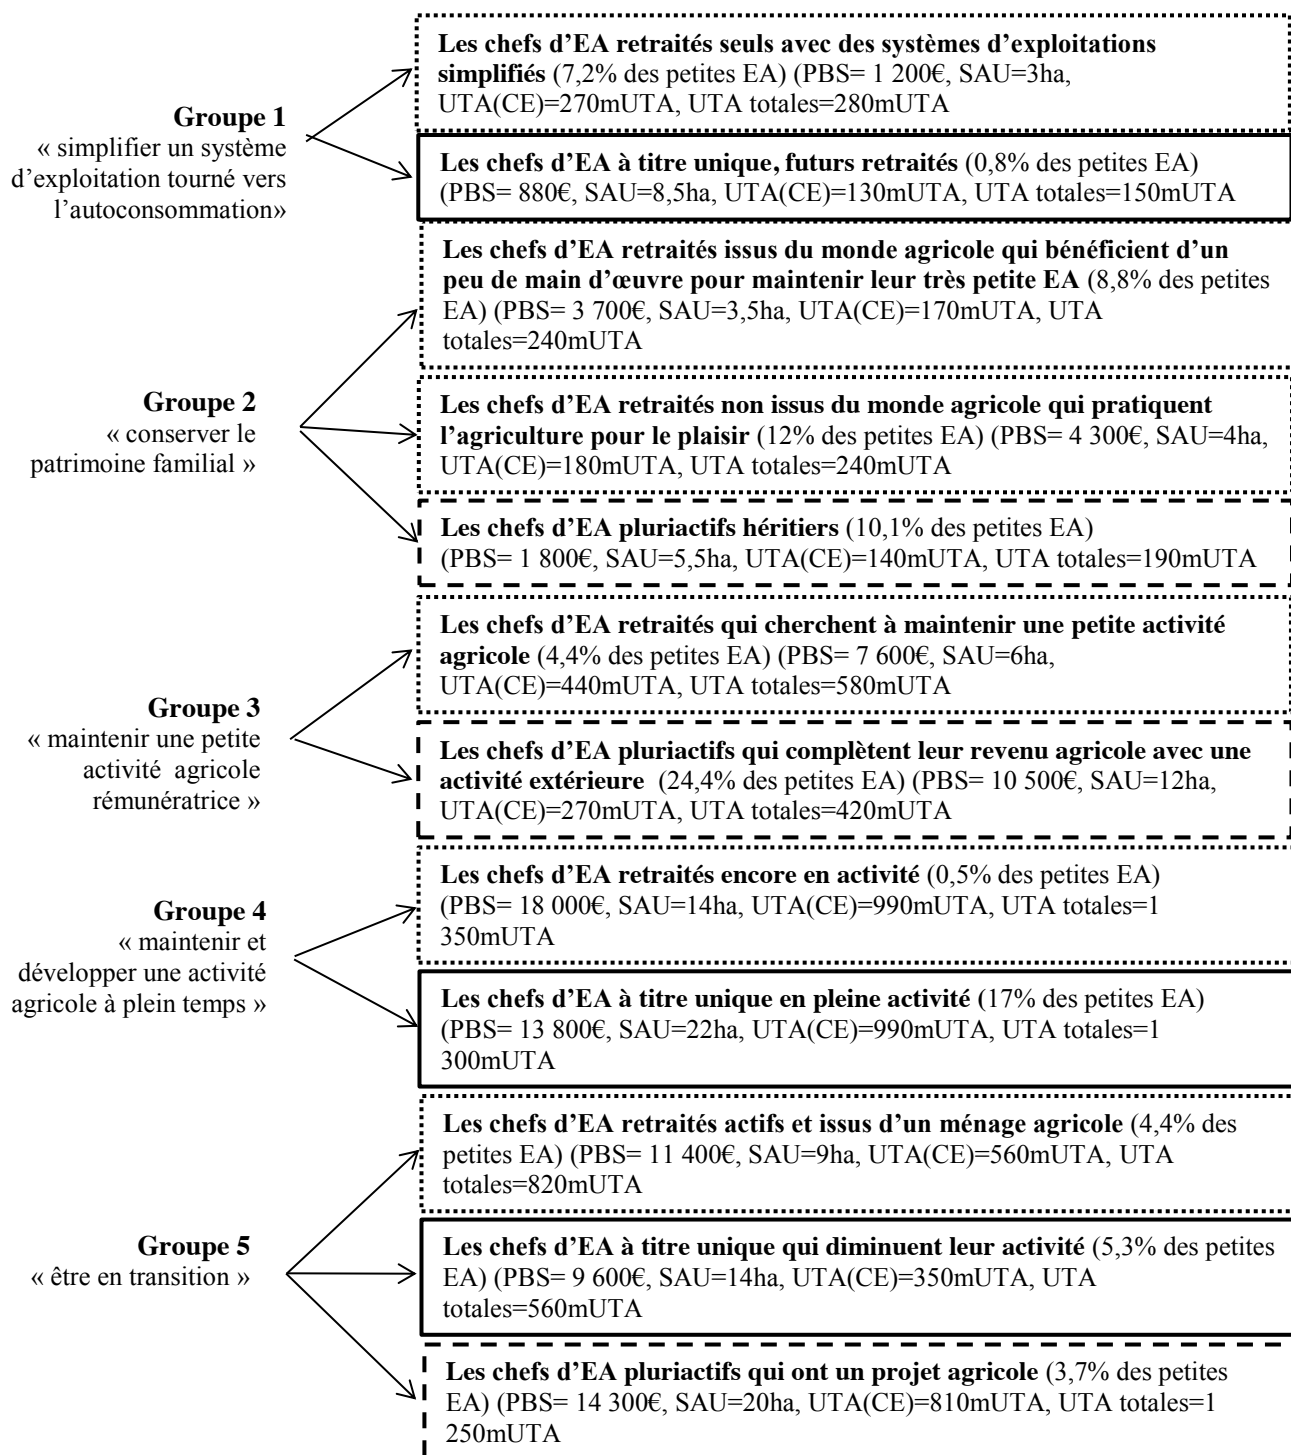 Groupe 1
« simplifier un système
d'exploitation tourné vers
l'autoconsommation»
Les chefs d'EA retraités seuls avec des systèmes d'exploitations
simplifiés (7,2% des petites EA) (PBS= 1 200€, SAU=3ha,
UTA(CE)=270mUTA, UTA totales=280mUTA
Les chefs d'EA à titre unique, futurs retraités (0,8% des petites EA)
(PBS= 880€, SAU=8,5ha, UTA(CE)=130mUTA, UTA totales=150mUTA
Groupe 2
« conserver le
patrimoine familial »
Les chefs d'EA retraités issus du monde agricole qui bénéficient d'un
peu de main d'œuvre pour maintenir leur très petite EA (8,8% des petites
EA) (PBS= 3 700€, SAU=3,5ha, UTA(CE)=170mUTA, UTA
totales=240mUTA
Les chefs d'EA retraités non issus du monde agricole qui pratiquent
l'agriculture pour le plaisir (12% des petites EA) (PBS= 4 300€, SAU=4ha,
UTA(CE)=180mUTA, UTA totales=240mUTA
Les chefs d'EA pluriactifs héritiers (10,1% des petites EA)
(PBS= 1 800€, SAU=5,5ha, UTA(CE)=140mUTA, UTA totales=190mUTA
Groupe 3
« maintenir une petite
activité agricole
rémunératrice »
Les chefs d'EA retraités qui cherchent à maintenir une petite activité
agricole (4,4% des petites EA) (PBS= 7 600€, SAU=6ha,
UTA(CE)=440mUTA, UTA totales=580mUTA
Les chefs d'EA pluriactifs qui complètent leur revenu agricole avec une
activité extérieure (24,4% des petites EA) (PBS= 10 500€, SAU=12ha,
UTA(CE)=270mUTA, UTA totales=420mUTA
Groupe 4
« maintenir et
développer une activité
agricole à plein temps »
Les chefs d'EA retraités encore en activité (0,5% des petites EA)
(PBS= 18 000€, SAU=14ha, UTA(CE)=990mUTA, UTA totales=1
350mUTA
Les chefs d'EA à titre unique en pleine activité (17% des petites EA)
(PBS= 13 800€, SAU=22ha, UTA(CE)=990mUTA, UTA totales=1
300mUTA
Groupe 5
« être en transition »
Les chefs d'EA retraités actifs et issus d'un ménage agricole (4,4% des
petites EA) (PBS= 11 400€, SAU=9ha, UTA(CE)=560mUTA, UTA
totales=820mUTA
Les chefs d'EA à titre unique qui diminuent leur activité (5,3% des petites
EA) (PBS= 9 600€, SAU=14ha, UTA(CE)=350mUTA, UTA
totales=560mUTA
Les chefs d'EA pluriactifs qui ont un projet agricole (3,7% des petites
EA) (PBS= 14 300€, SAU=20ha, UTA(CE)=810mUTA, UTA totales=1
250mUTA